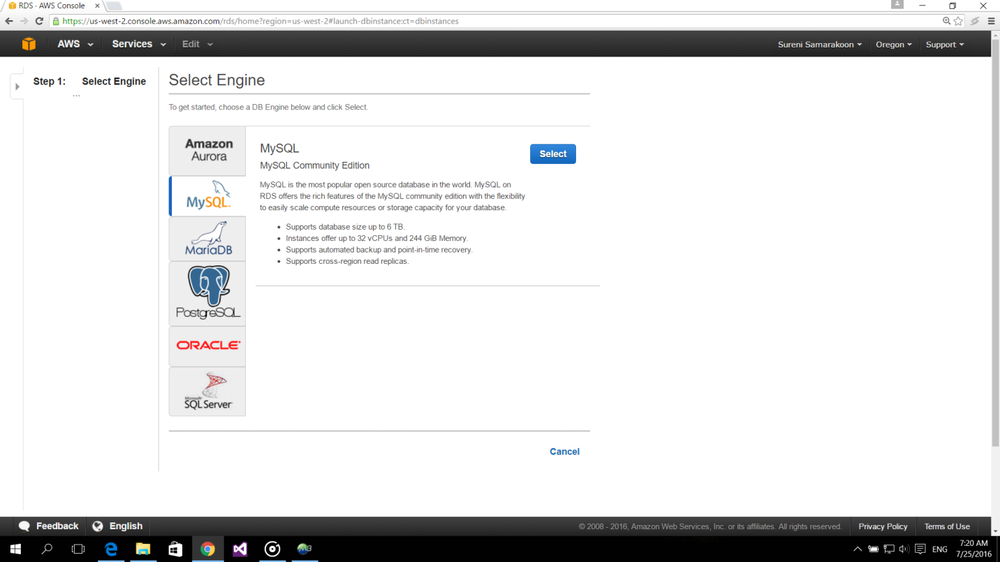 RDS · AWS Console
https://us-west-2.console.aws.amazon.com/rds/home?region=us-west-2#launch-dbinstance:ct=dbinstances
AWS Services Edit Sureni Samarakoon Oregon Support
Step 1: Select Engine
...
Select Engine
To get started, choose a DB Engine below and click Select.
Amazon
Aurora
MySQL™
MariaDB
PostgreSQL
ORACLE®
Microsoft®
SQL Server®
MySQL
Select
MySQL Community Edition
MySQL is the most popular open source database in the world. MySQL on
RDS offers the rich features of the MySQL community edition with the flexibility
to easily scale compute resources or storage capacity for your database.
• Supports database size up to 6 TB.
• Instances offer up to 32 vCPUs and 244 GiB Memory.
• Supports automated backup and point-in-time recovery.
• Supports cross-region read replicas.
Cancel
Feedback English © 2008 - 2016, Amazon Web Services, Inc. or its affiliates. All rights reserved. Privacy Policy Terms of Use
ENG
7:20 AM
7/25/2016